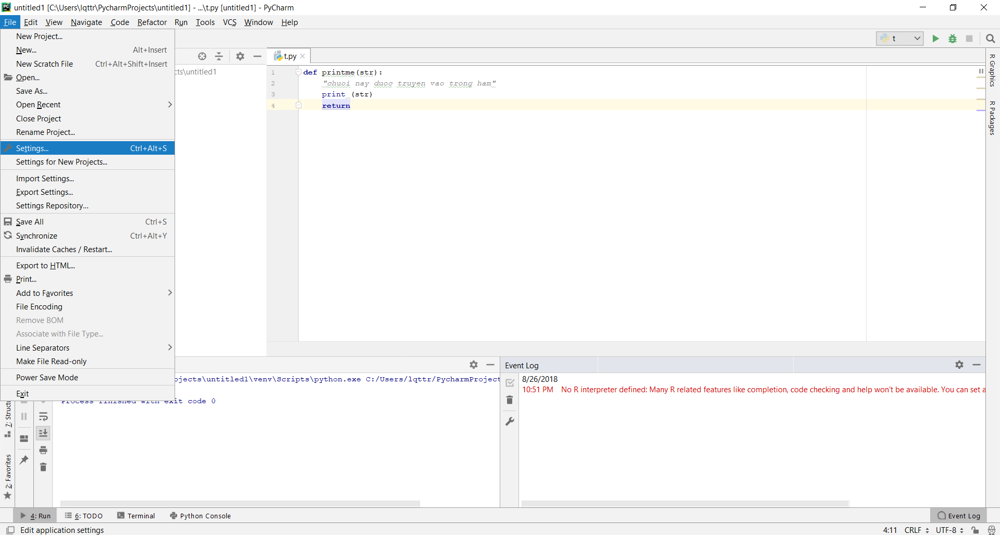 untitled1 [C:\Users\lqttr\PycharmProjects\untitled1] - ...\t.py [untitled1] - PyCharm
File Edit View Navigate Code Refactor Run Tools VCS Window Help
New Project...
New... Alt+Insert
New Scratch File Ctrl+Alt+Shift+Insert
Open...
Save As...
Open Recent
Close Project
Rename Project...
Settings... Ctrl+Alt+S
Settings for New Projects...
Import Settings...
Export Settings...
Settings Repository...
Save All Ctrl+S
Synchronize Ctrl+Alt+Y
Invalidate Caches / Restart...
Export to HTML...
Print...
Add to Favorites
File Encoding
Remove BOM
Associate with File Type...
Line Separators
Make File Read-only
Power Save Mode
Exit
t
cts\untitled1
t.py
1 def printme(str):
2 "chuoi nay duoc truyen vao trong ham"
3 print (str)
4 return
R Graphics
R Packages
ojects\untitled1\venv\Scripts\python.exe C:/Users/lqttr/PycharmProject
Process finished with exit code 0
Event Log
8/26/2018
10:51 PM No R interpreter defined: Many R related features like completion, code checking and help won't be available. You can set a
7: Structu
2: Favorites
4: Run 6: TODO Terminal Python Console Event Log
Edit application settings 4:11 CRLF UTF-8